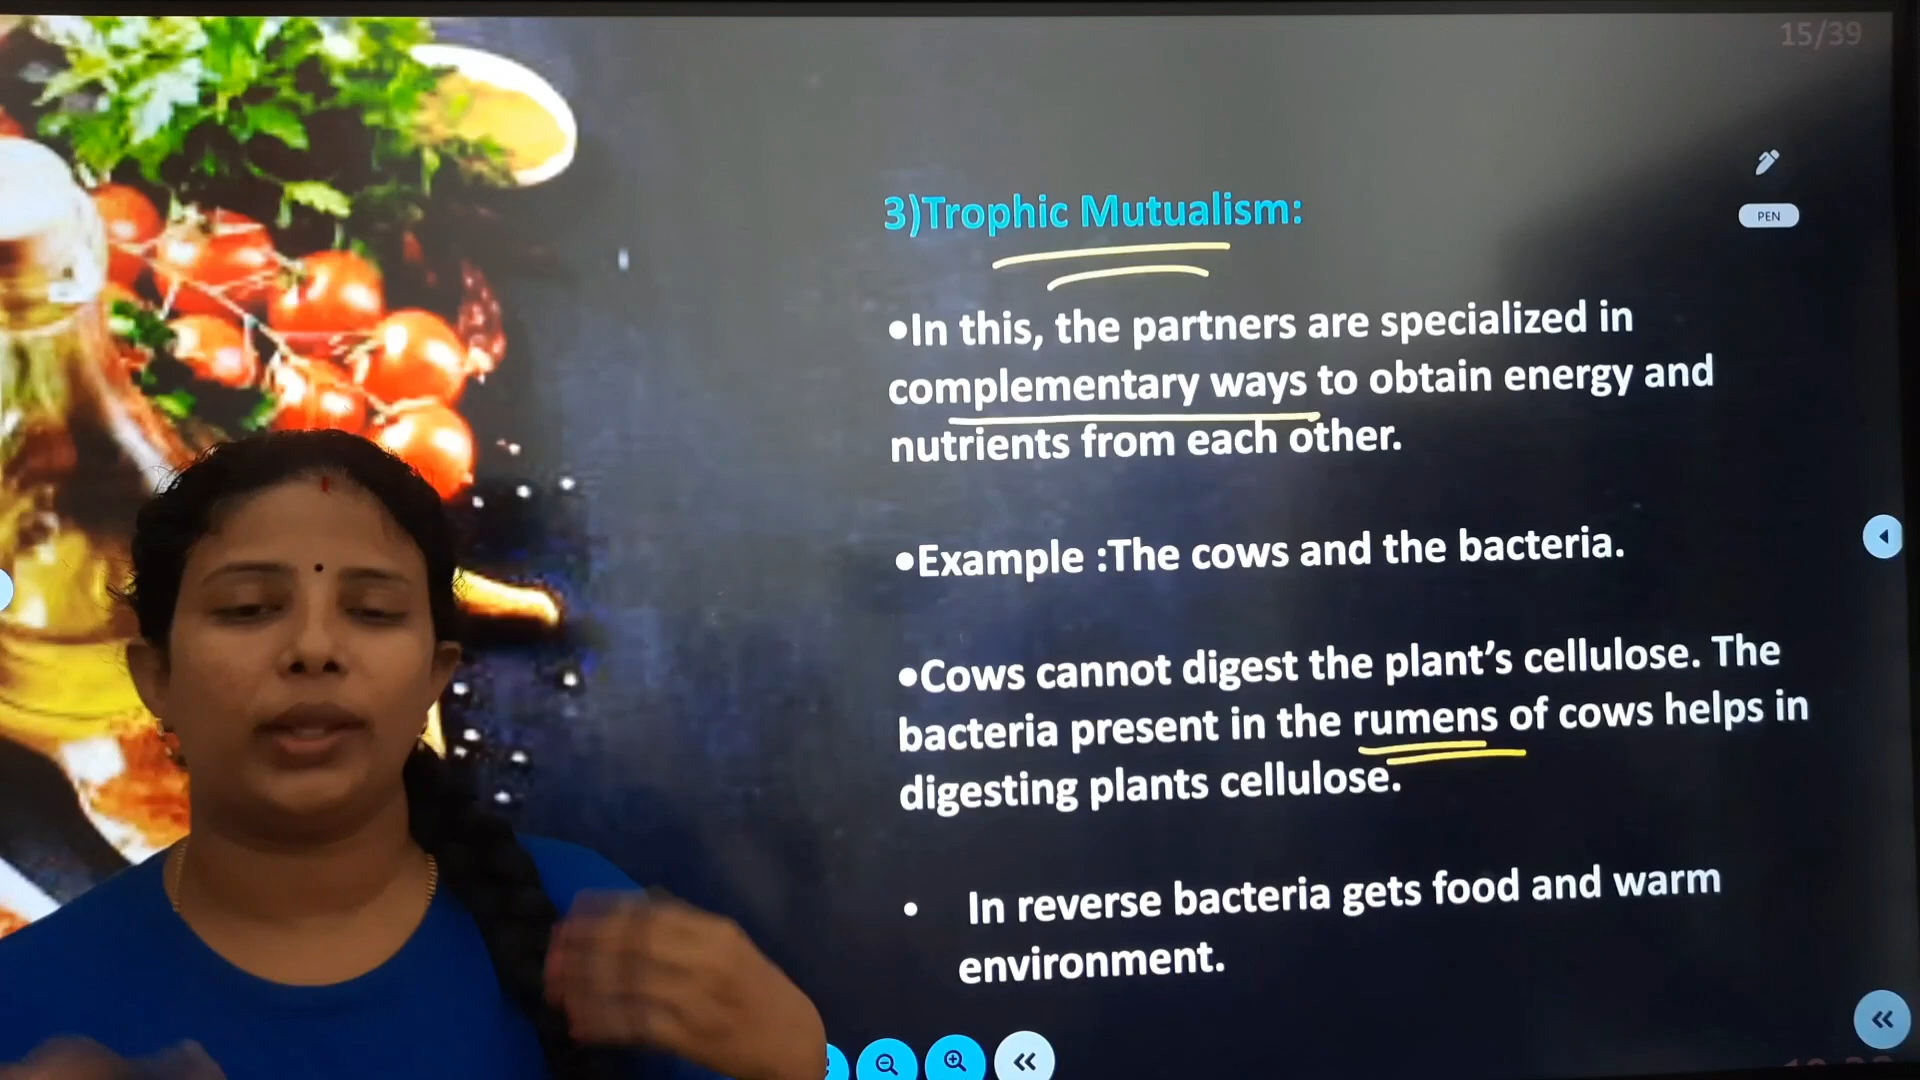 15/39
PEN
3)Trophic Mutualism:
•In this, the partners are specialized in
complementary ways to obtain energy and
nutrients from each other.
•Example :The cows and the bacteria.
•Cows cannot digest the plant’s cellulose. The
bacteria present in the rumens of cows helps in
digesting plants cellulose.
• In reverse bacteria gets food and warm
environment.